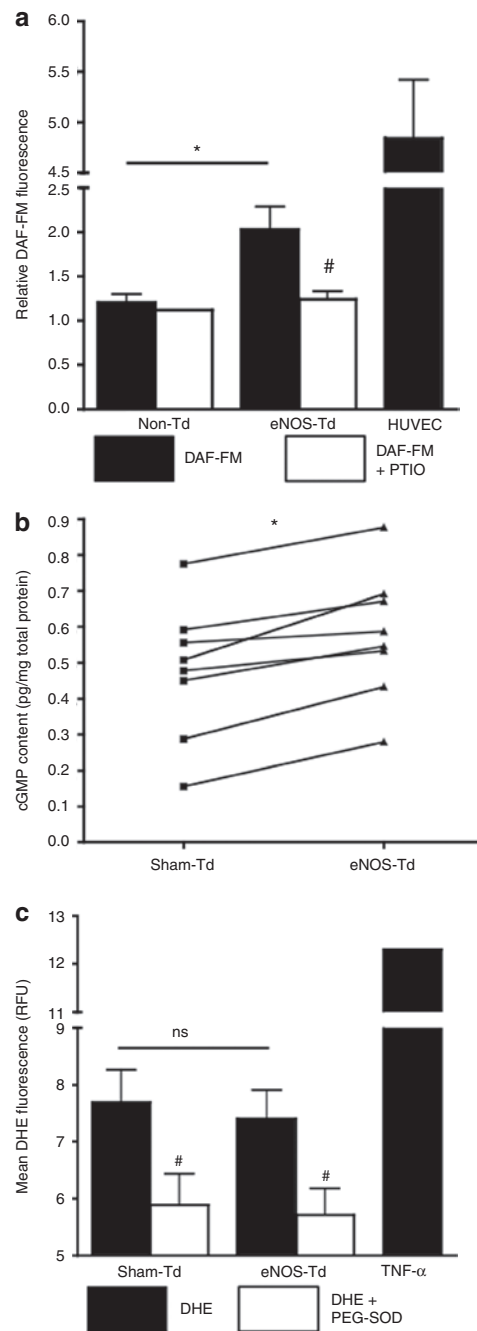 a
Relative DAF-FM fluorescence
6.0
5.5
5.0
4.5
2.5
2.0
1.5
1.0
0.5
0.0
*
#
Non-Td eNOS-Td HUVEC
DAF-FM
DAF-FM
+ PTIO
b
cGMP content (pg/mg total protein)
0.9
0.8
0.7
0.6
0.5
0.4
0.3
0.2
0.1
0.0
*
Sham-Td eNOS-Td
c
Mean DHE fluorescence (RFU)
13
12
11
9
8
7
6
5
ns
#
#
Sham-Td eNOS-Td TNF-α
DHE
DHE +
PEG-SOD